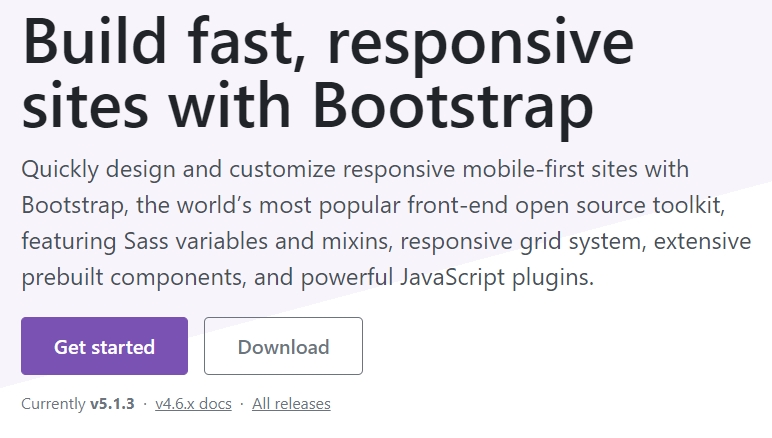 Build fast, responsive
sites with Bootstrap
Quickly design and customize responsive mobile-first sites with
Bootstrap, the world’s most popular front-end open source toolkit,
featuring Sass variables and mixins, responsive grid system, extensive
prebuilt components, and powerful JavaScript plugins.
Get started Download
Currently v5.1.3 · v4.6.x docs · All releases